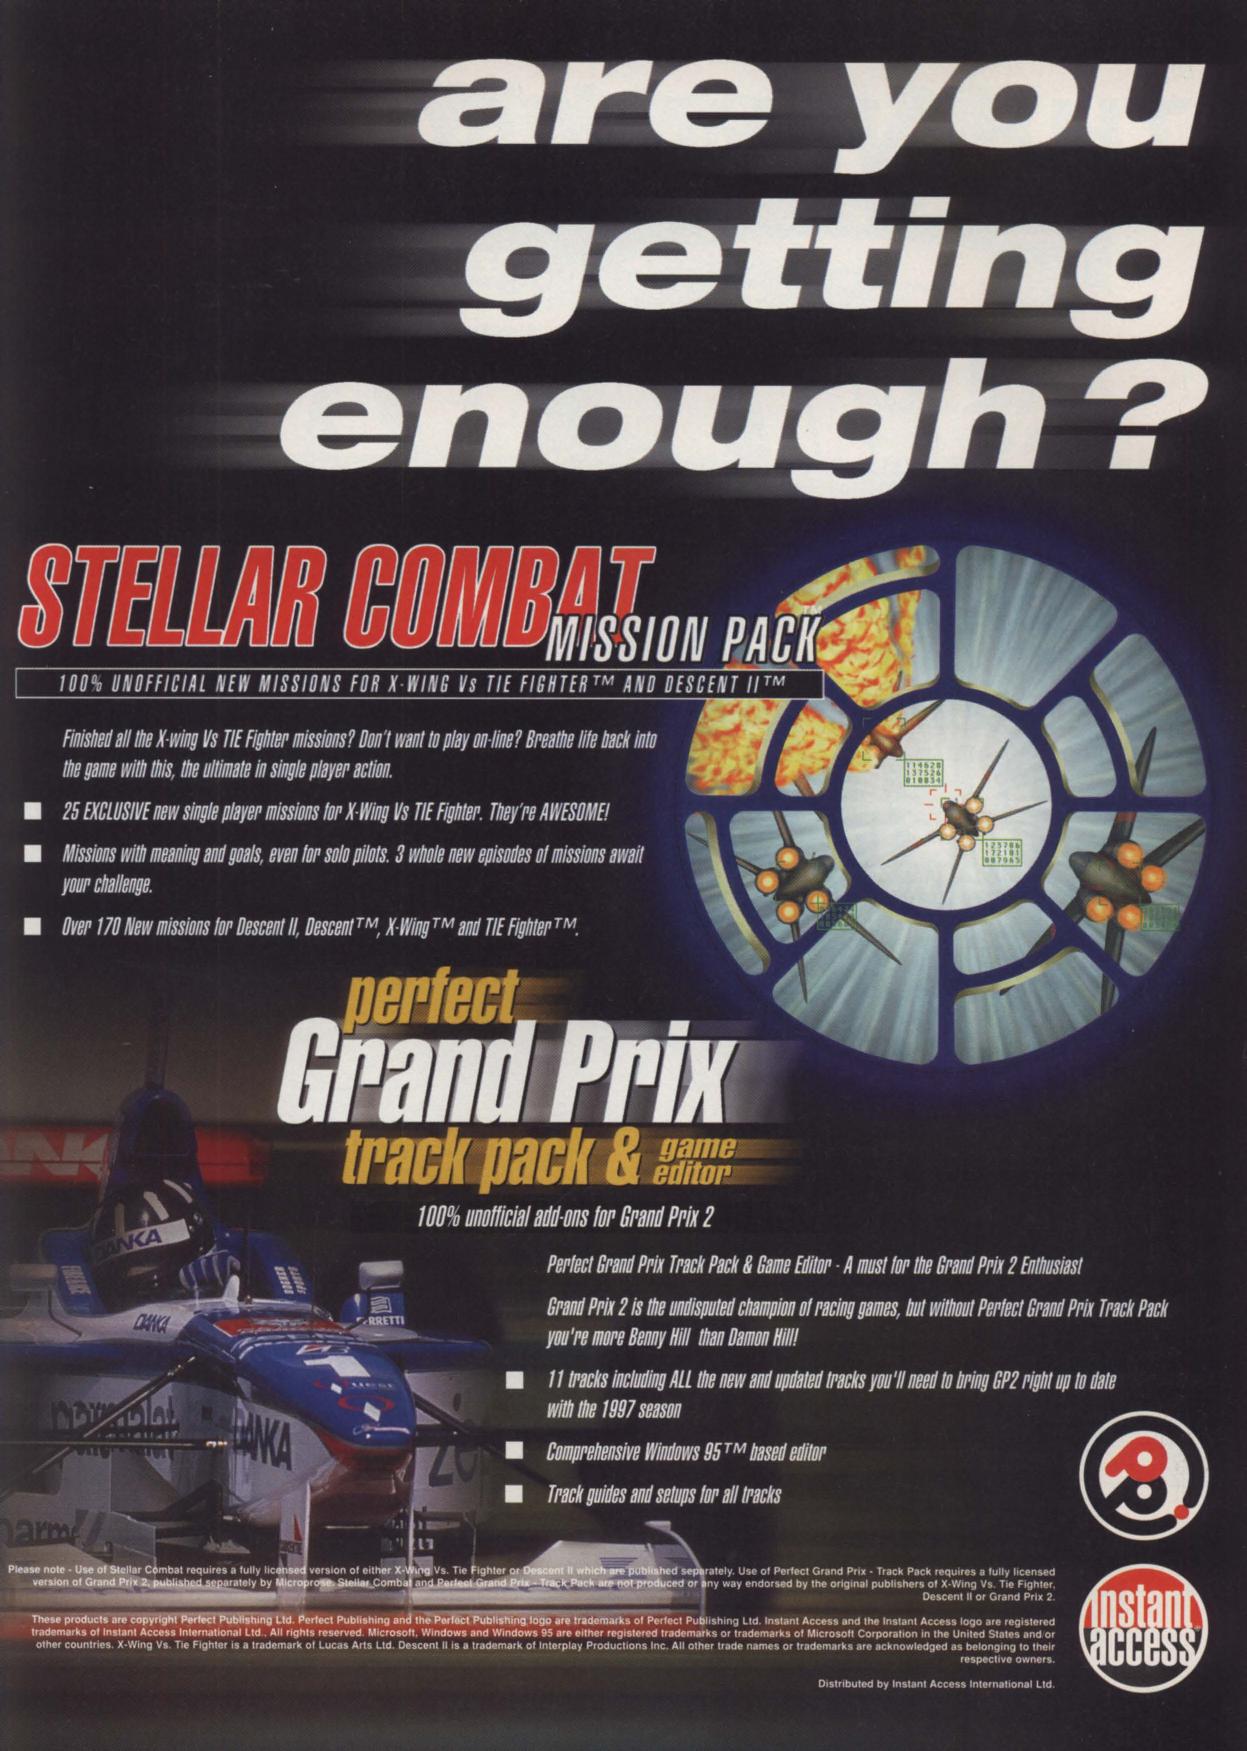 are you
getting
enough?
STELLAR COMBAT
MISSION PACK™
100% UNOFFICIAL NEW MISSIONS FOR X-WING Vs TIE FIGHTER™ AND DESCENT II™
Finished all the X-wing Vs TIE Fighter missions? Don't want to play on-line? Breathe life back into
the game with this, the ultimate in single player action.
■ 25 EXCLUSIVE new single player missions for X-Wing Vs TIE Fighter. They're AWESOME!
■ Missions with meaning and goals, even for solo pilots. 3 whole new episodes of missions await
your challenge.
■ Over 170 New missions for Descent II, Descent™, X-Wing™ and TIE Fighter™.
114628
137526
010834
123786
172181
007965
perfect
Grand Prix
track pack & game
editor
100% unofficial add-ons for Grand Prix 2
Perfect Grand Prix Track Pack & Game Editor - A must for the Grand Prix 2 Enthusiast
Grand Prix 2 is the undisputed champion of racing games, but without Perfect Grand Prix Track Pack
you're more Benny Hill than Damon Hill!
■ 11 tracks including ALL the new and updated tracks you'll need to bring GP2 right up to date
with the 1997 season
■ Comprehensive Windows 95™ based editor
■ Track guides and setups for all tracks
DANKA
DANKA
RRETTI
1
QUEST
parmalat
DANKA
Please note - Use of Stellar Combat requires a fully licensed version of either X-Wing Vs. Tie Fighter or Descent II which are published separately. Use of Perfect Grand Prix - Track Pack requires a fully licensed
version of Grand Prix 2, published separately by Microprose. Stellar Combat and Perfect Grand Prix - Track Pack are not produced or any way endorsed by the original publishers of X-Wing Vs. Tie Fighter,
Descent II or Grand Prix 2.
These products are copyright Perfect Publishing Ltd. Perfect Publishing and the Perfect Publishing logo are trademarks of Perfect Publishing Ltd. Instant Access and the Instant Access logo are registered
trademarks of Instant Access International Ltd., All rights reserved. Microsoft, Windows and Windows 95 are either registered trademarks or trademarks of Microsoft Corporation in the United States and or
other countries. X-Wing Vs. Tie Fighter is a trademark of Lucas Arts Ltd. Descent II is a trademark of Interplay Productions Inc. All other trade names or trademarks are acknowledged as belonging to their
respective owners.
Distributed by Instant Access International Ltd.
instant
access